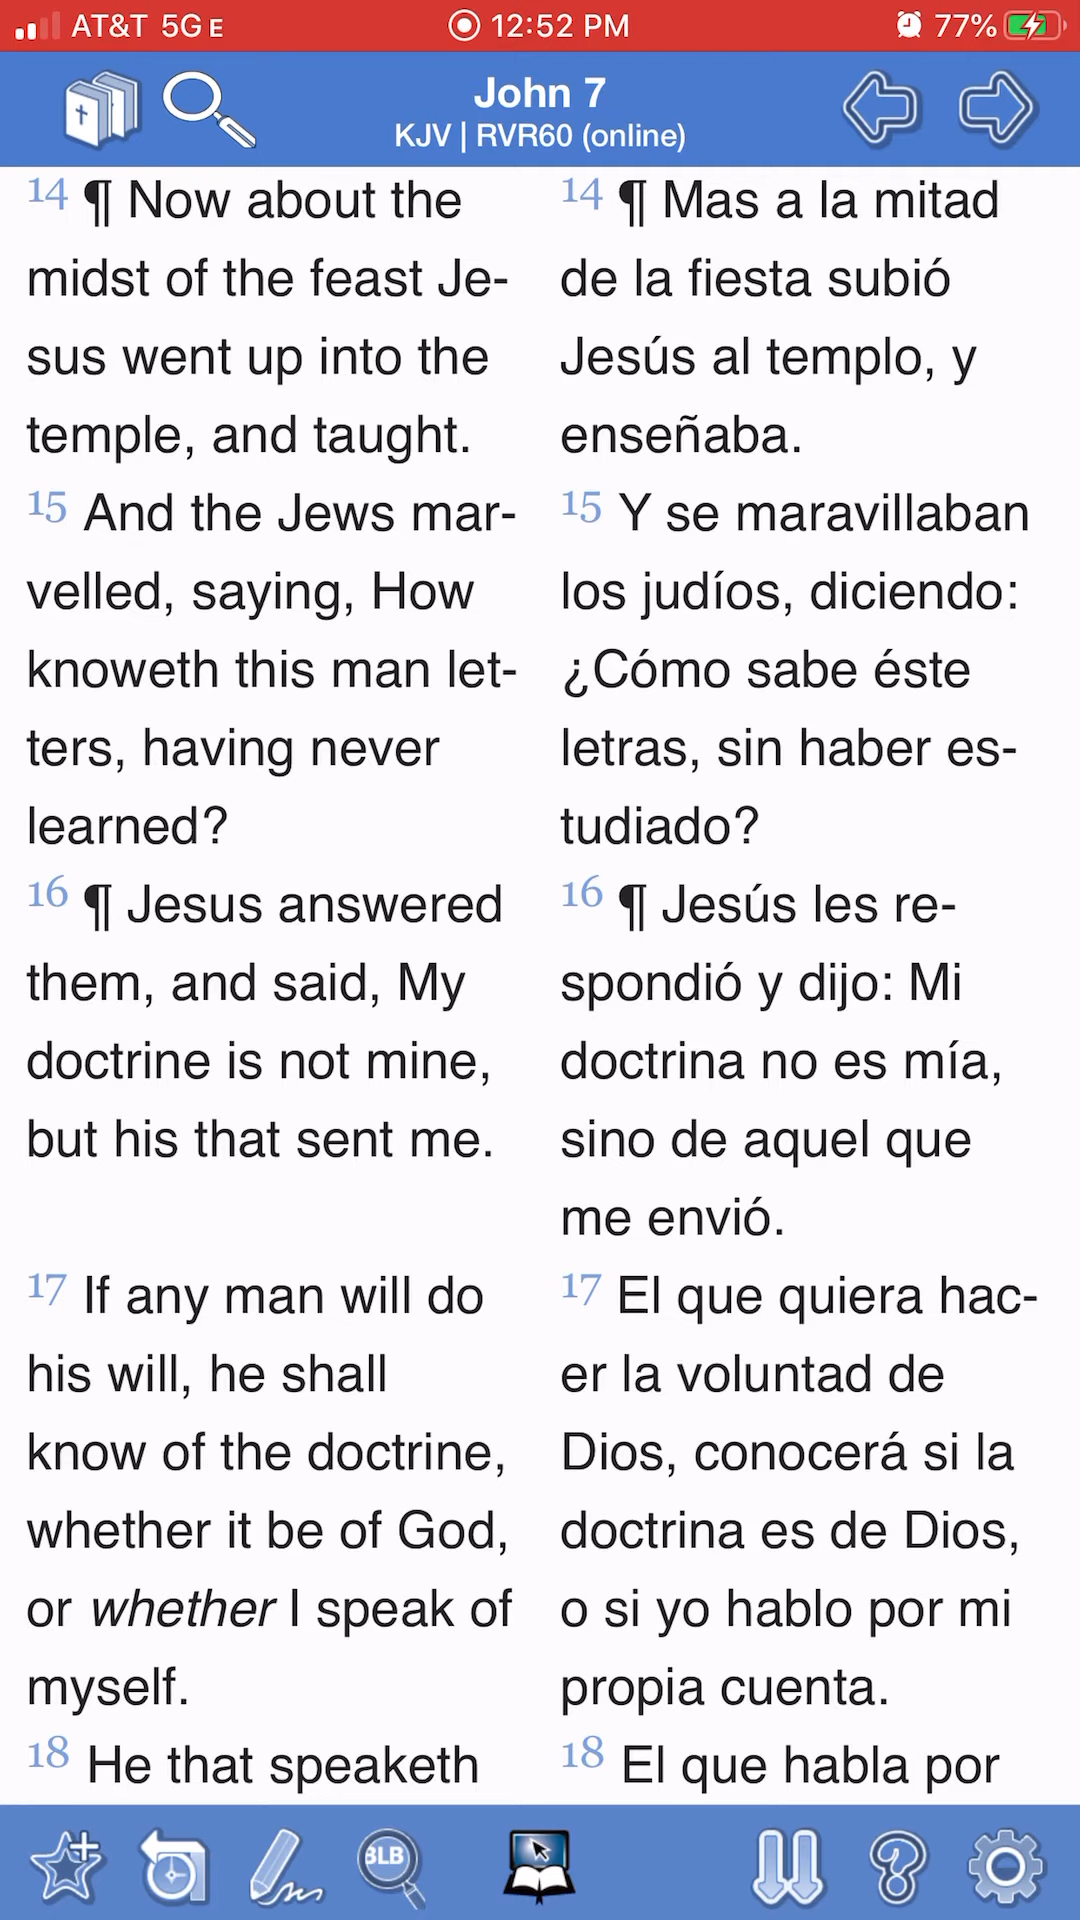 AT&T 5GE 12:52 PM 77%
John 7
KJV | RVR60 (online)
14 ¶ Now about the
midst of the feast Je-
sus went up into the
temple, and taught.
15 And the Jews mar-
velled, saying, How
knoweth this man let-
ters, having never
learned?
16 ¶ Jesus answered
them, and said, My
doctrine is not mine,
but his that sent me.
17 If any man will do
his will, he shall
know of the doctrine,
whether it be of God,
or whether I speak of
myself.
18 He that speaketh
14 ¶ Mas a la mitad
de la fiesta subió
Jesús al templo, y
enseñaba.
15 Y se maravillaban
los judíos, diciendo:
¿Cómo sabe éste
letras, sin haber es-
tudiado?
16 ¶ Jesús les re-
spondió y dijo: Mi
doctrina no es mía,
sino de aquel que
me envió.
17 El que quiera hac-
er la voluntad de
Dios, conocerá si la
doctrina es de Dios,
o si yo hablo por mi
propia cuenta.
18 El que habla por
BLB